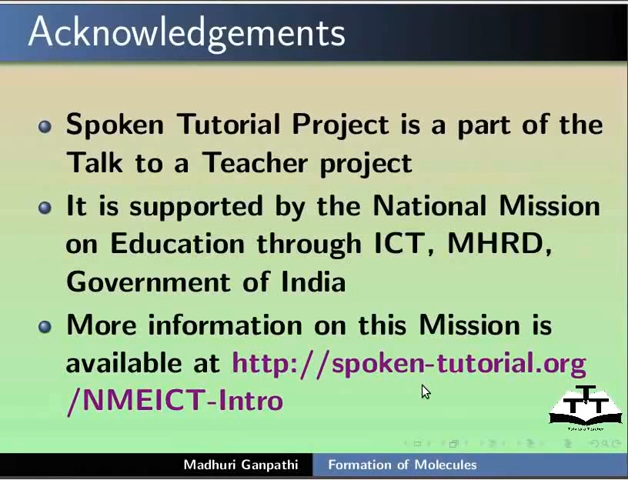 Acknowledgements
Spoken Tutorial Project is a part of the
Talk to a Teacher project
It is supported by the National Mission
on Education through ICT, MHRD,
Government of India
More information on this Mission is
available at http://spoken-tutorial.org
/NMEICT-Intro
Madhuri Ganpathi Formation of Molecules